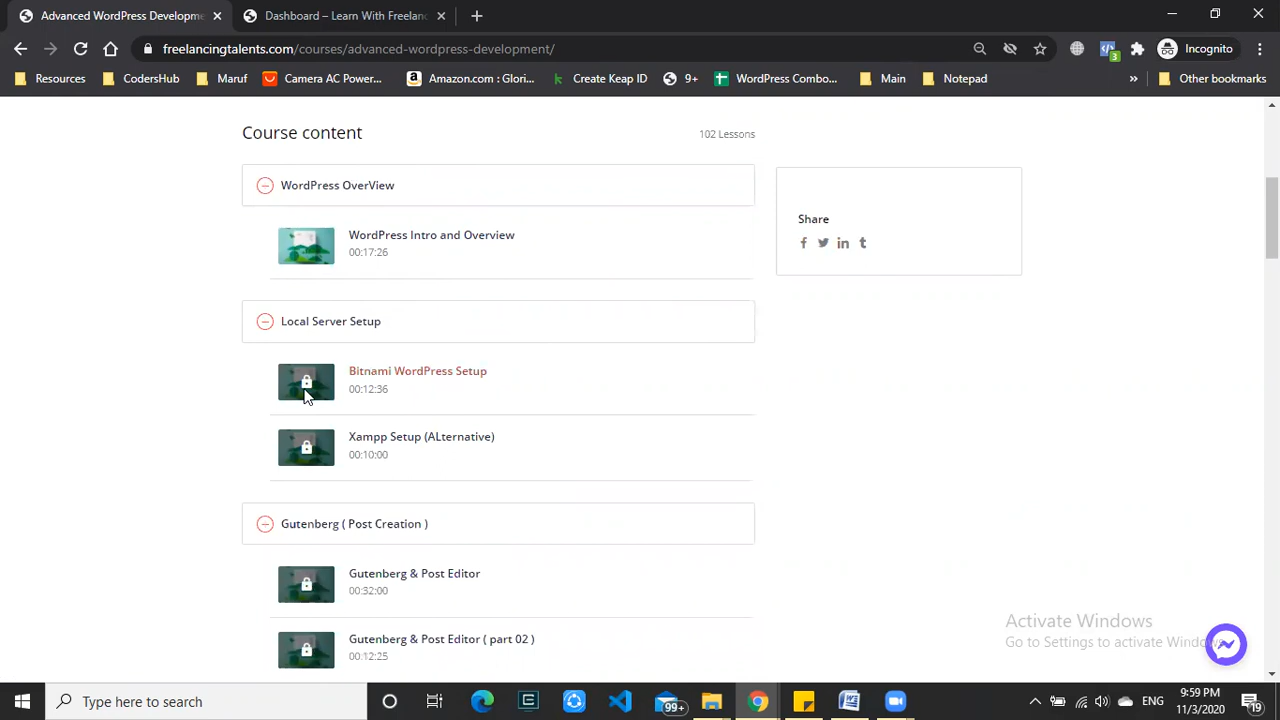 Advanced WordPress Developme
Dashboard – Learn With Freelan
freelancingtalents.com/courses/advanced-wordpress-development/
Incognito
3
Resources
CodersHub
Maruf
Camera AC Power...
Amazon.com : Glori...
Create Keap ID
9+
WordPress Combo...
Main
Notepad
»
Other bookmarks
Course content
102 Lessons
WordPress OverView
WordPress Intro and Overview
00:17:26
Share
Local Server Setup
Bitnami WordPress Setup
00:12:36
Xampp Setup (ALternative)
00:10:00
Gutenberg ( Post Creation )
Gutenberg & Post Editor
00:32:00
Gutenberg & Post Editor ( part 02 )
00:12:25
Activate Windows
Go to Settings to activate Windows.
Type here to search
99+
ENG
9:59 PM
11/3/2020
19